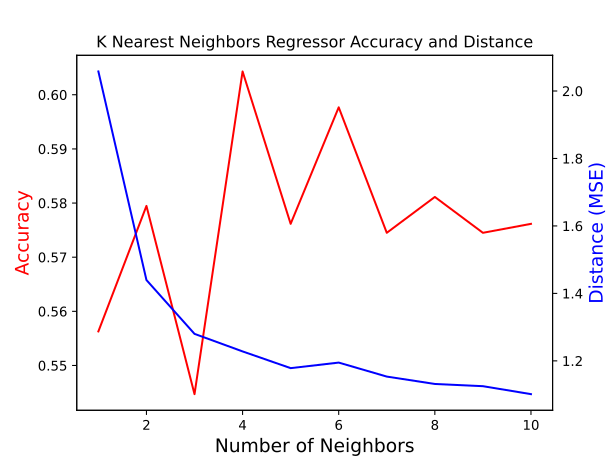 K Nearest Neighbors Regressor Accuracy and Distance
0.60
0.59
0.58
0.57
0.56
0.55
Accuracy
2.0
1.8
1.6
1.4
1.2
Distance (MSE)
2 4 6 8 10
Number of Neighbors